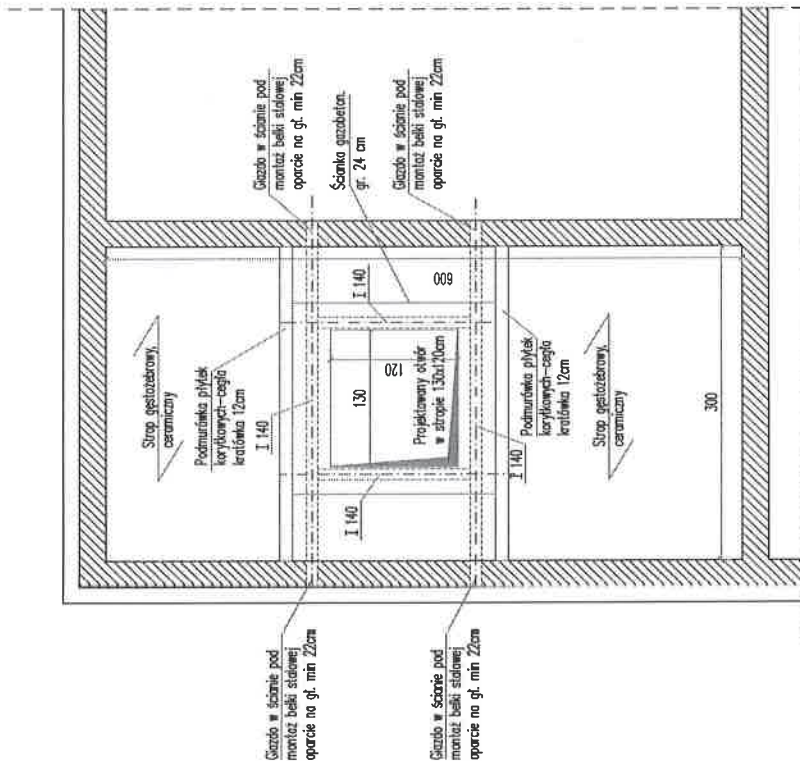 Gniazdo w ścianie pod
montaż belki stalowej
oparcie na gł. min 22cm
Ścianka gazobeton.
gr. 24 cm
Gniazdo w ścianie pod
montaż belki stalowej
oparcie na gł. min 22cm
Strop gęstożebrowy,
ceramiczny
Podmurówka płytek
korytkowych-cegła
kratówka 12cm
I 140
I 140
600
130
120
Projektowany otwór
w stropie 130x120cm
I 140
I 140
Podmurówka płytek
korytkowych-cegła
kratówka 12cm
Strop gęstożebrowy,
ceramiczny
300
Gniazdo w ścianie pod
montaż belki stalowej
oparcie na gł. min 22cm
Gniazdo w ścianie pod
montaż belki stalowej
oparcie na gł. min 22cm